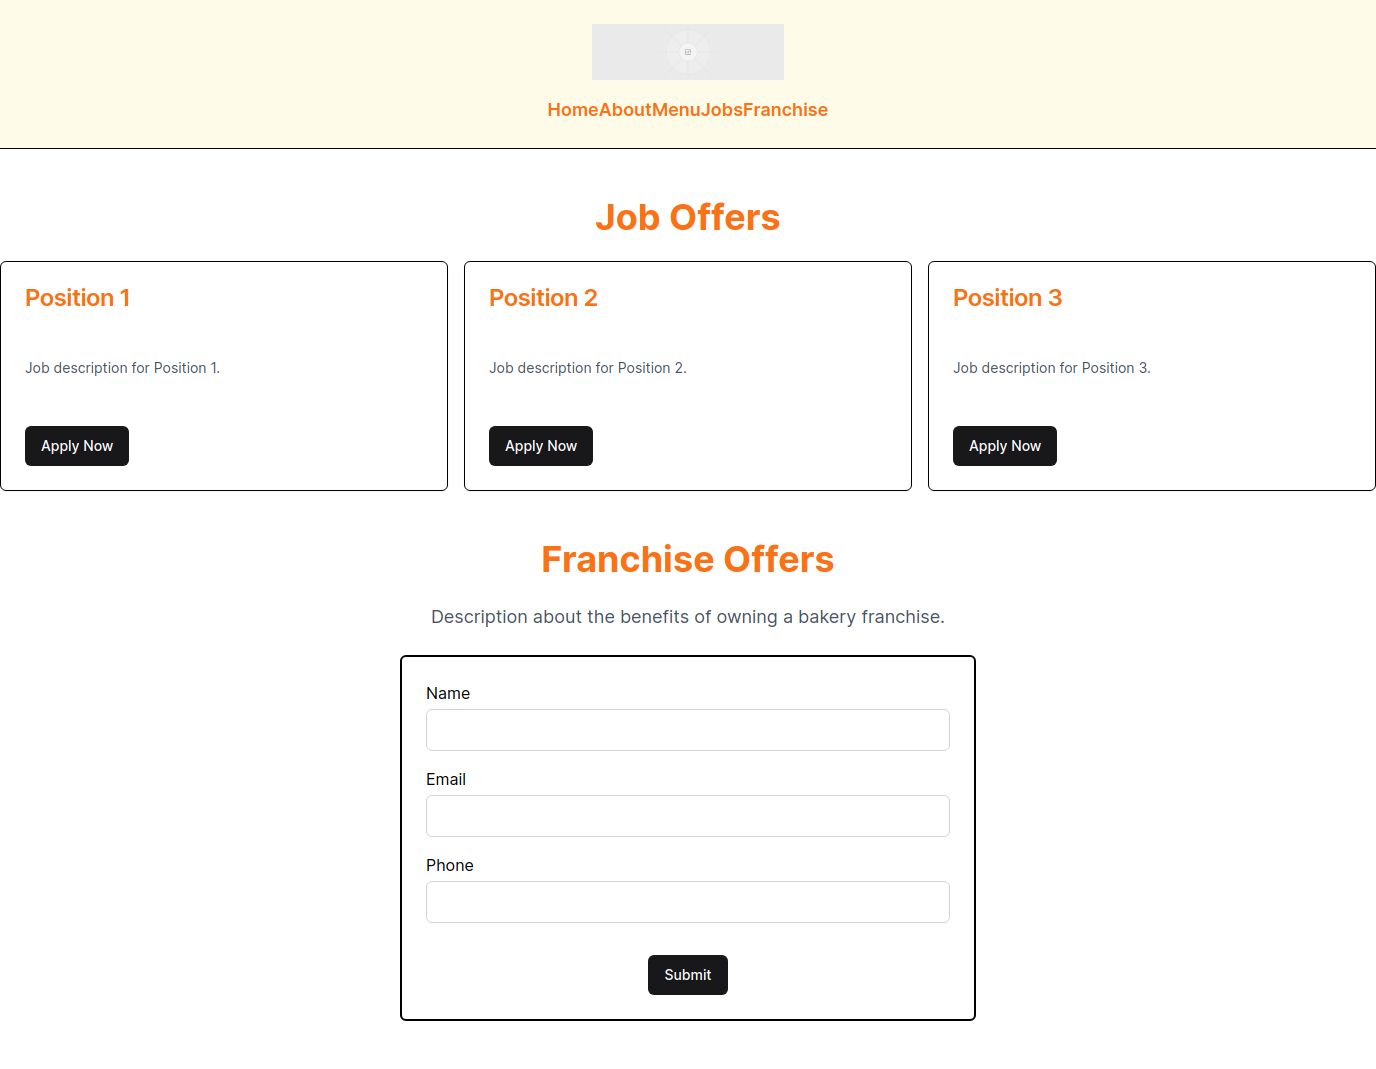 HomeAboutMenuJobsFranchise
Job Offers
Position 1
Job description for Position 1.
Apply Now
Position 2
Job description for Position 2.
Apply Now
Position 3
Job description for Position 3.
Apply Now
Franchise Offers
Description about the benefits of owning a bakery franchise.
Name
Email
Phone
Submit